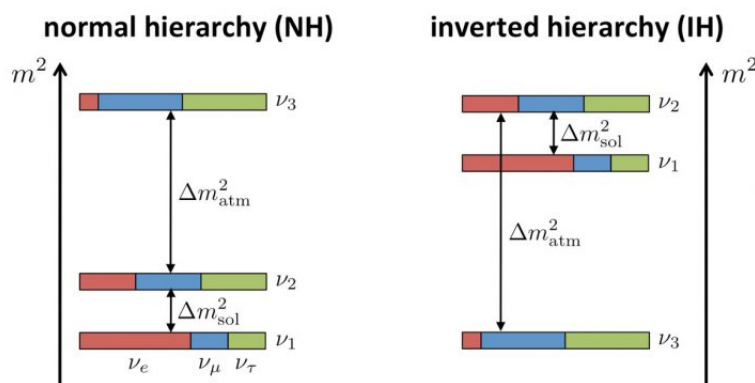 normal hierarchy (NH)
m²
ν₃
Δm²atm
ν₂
Δm²sol
ν₁
νe νμ ντ
inverted hierarchy (IH)
m²
ν₂
Δm²sol
ν₁
Δm²atm
ν₃